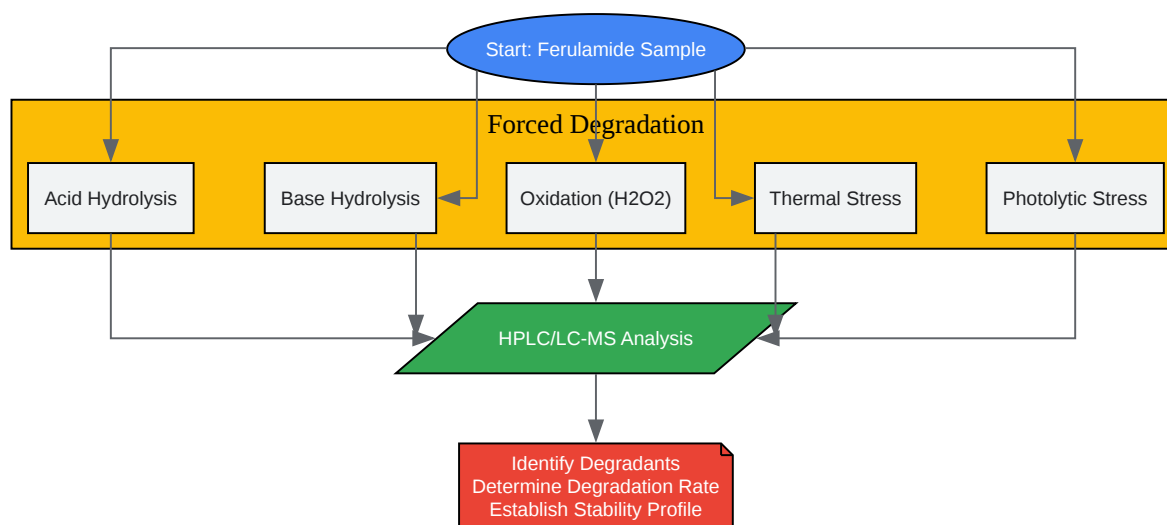 Start: Ferulamide Sample
Forced Degradation
Acid Hydrolysis
Base Hydrolysis
Oxidation (H2O2)
Thermal Stress
Photolytic Stress
HPLC/LC-MS Analysis
Identify Degradants
Determine Degradation Rate
Establish Stability Profile